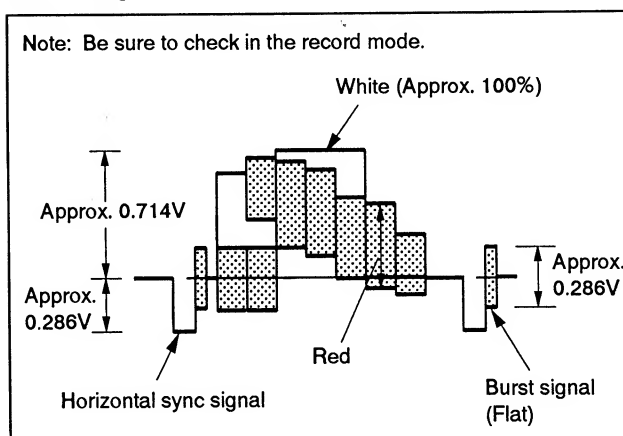 Note: Be sure to check in the record mode.
White (Approx. 100%)
Approx. 0.714V
Approx.
0.286V
Approx.
0.286V
Red
Horizontal sync signal
Burst signal
(Flat)